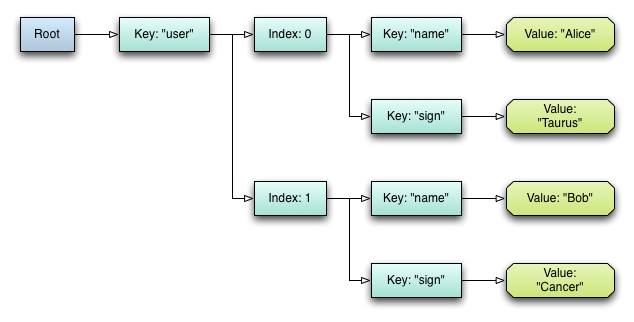 Root
Key: "user"
Index: 0
Key: "name"
Value: "Alice"
Key: "sign"
Value:
"Taurus"
Index: 1
Key: "name"
Value: "Bob"
Key: "sign"
Value:
"Cancer"